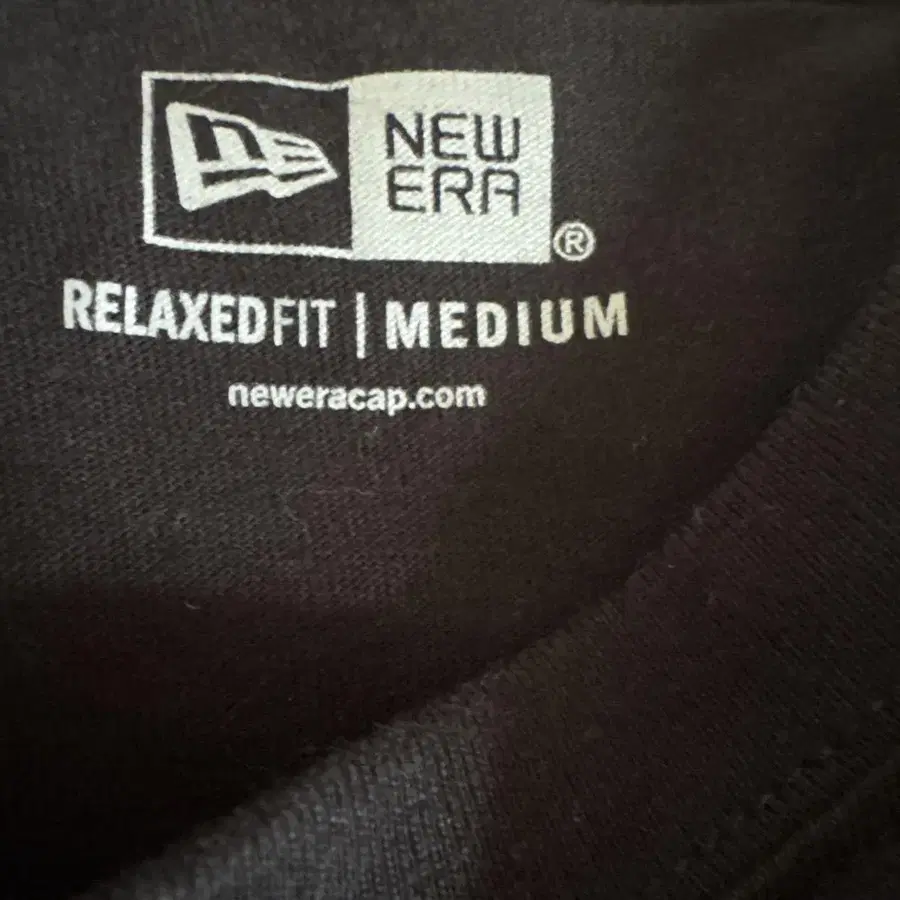 NEW
ERA
®
RELAXEDFIT | MEDIUM
neweracap.com